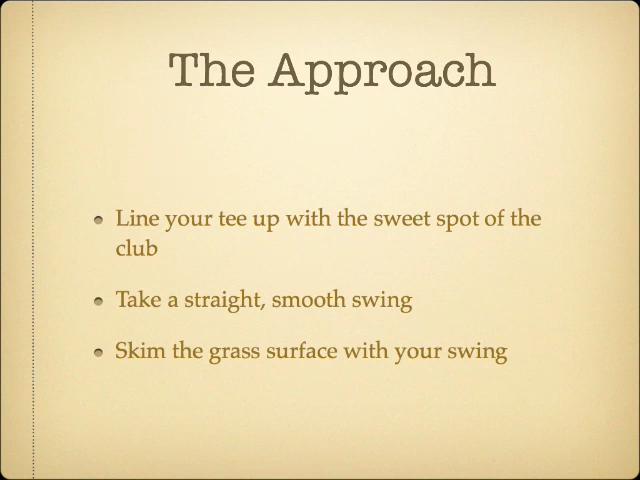 The Approach
Line your tee up with the sweet spot of the
club
Take a straight, smooth swing
Skim the grass surface with your swing